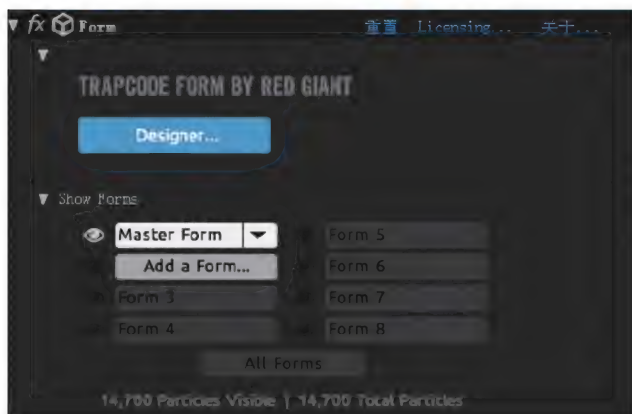 fx Form 重置 Licensing... 关于...
TRAPCODE FORM BY RED GIANT
Designer...
Show Forms
Master Form Form 5
Add a Form... Form 6
Form 3 Form 7
Form 4 Form 8
All Forms
14,700 Particles Visible | 14,700 Total Particles